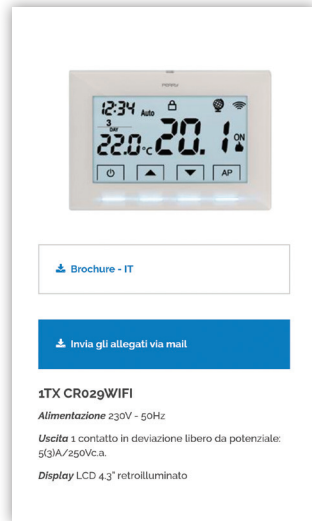 12:34 Auto
3
DAY
22.0°C 20.1 ON
AP
Brochure - IT
Invia gli allegati via mail
1TX CR029WIFI
Alimentazione 230V - 50Hz
Uscita 1 contatto in deviazione libero da potenziale:
5(3)A/250Vc.a.
Display LCD 4,3" retroilluminato